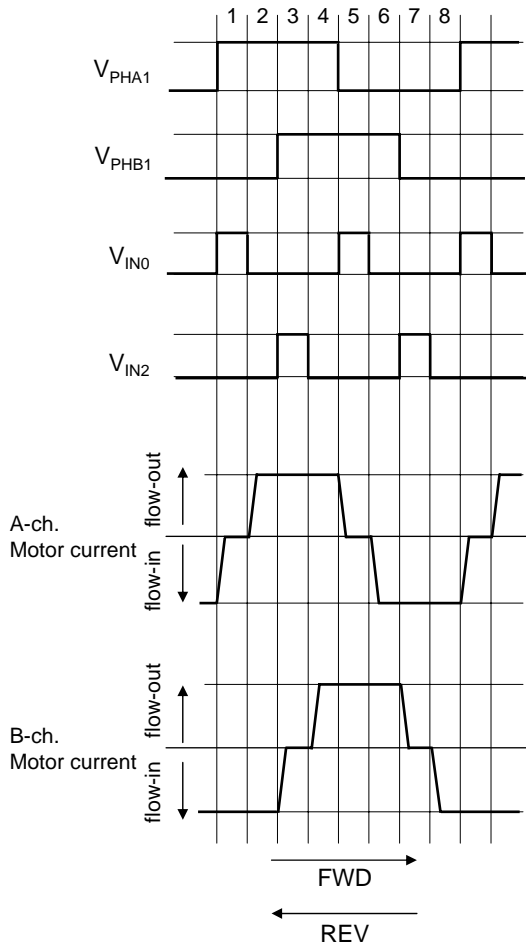 1 2 3 4 5 6 7 8
VPHA1
VPHB1
VIN0
VIN2
A-ch.
Motor current
flow-out
flow-in
B-ch.
Motor current
flow-out
flow-in
FWD
REV